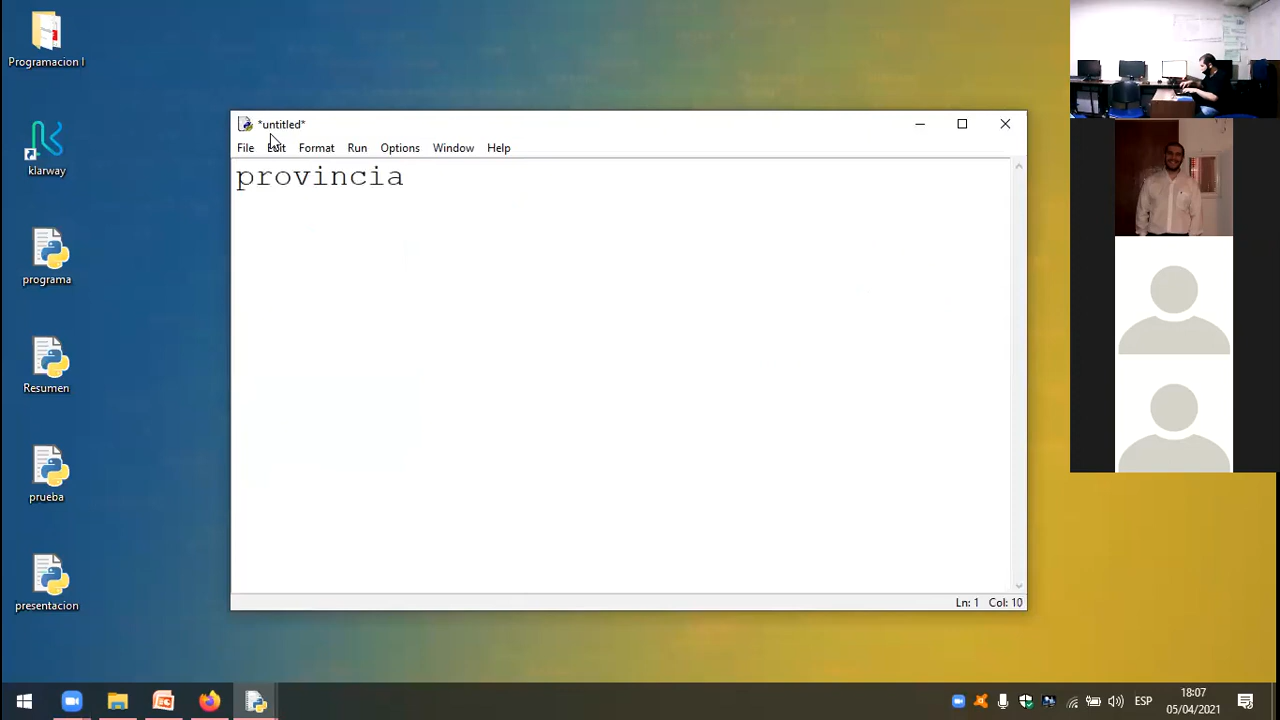 Programacion I
klarway
programa
Resumen
prueba
presentacion
*untitled*
File Edit Format Run Options Window Help
provincia
Ln: 1 Col: 10
ESP
18:07
05/04/2021